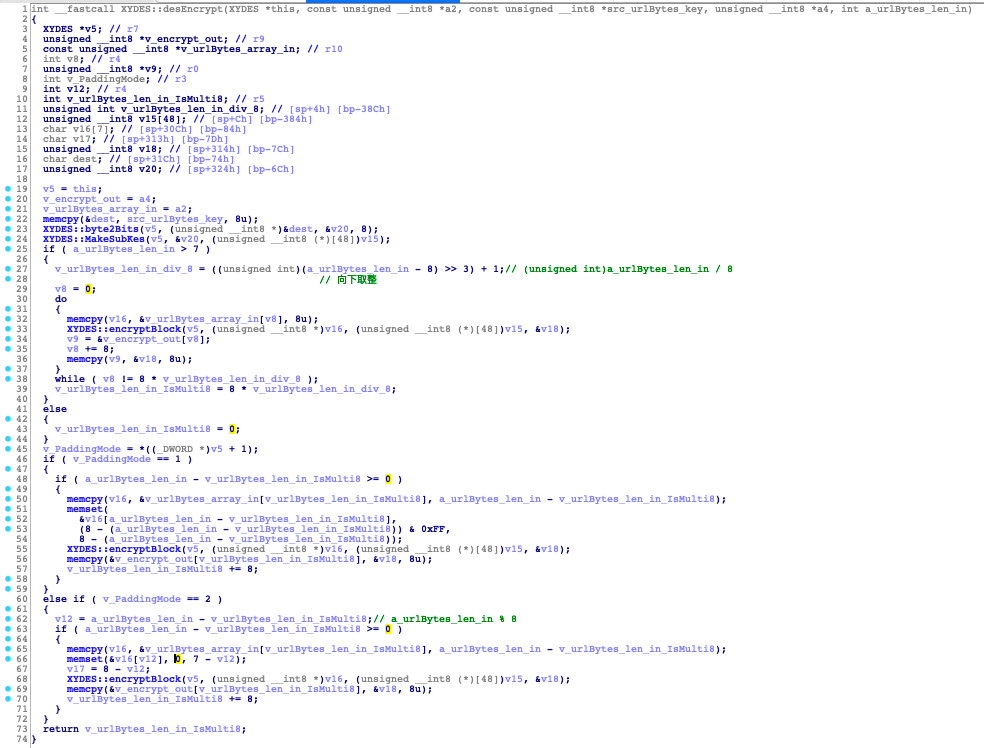 1 int __fastcall XYDES::desEncrypt(XYDES *this, const unsigned __int8 *a2, const unsigned __int8 *src_urlBytes_key, unsigned __int8 *a4, int a_urlBytes_len_in)
2 {
3 XYDES *v5; // r7
4 unsigned __int8 *v_encrypt_out; // r9
5 const unsigned __int8 *v_urlBytes_array_in; // r10
6 int v8; // r4
7 unsigned __int8 *v9; // r0
8 int v_PaddingMode; // r3
9 int v12; // r4
10 int v_urlBytes_len_in_IsMulti8; // r5
11 unsigned int v_urlBytes_len_in_div_8; // [sp+4h] [bp-38Ch]
12 unsigned __int8 v15[48]; // [sp+Ch] [bp-384h]
13 char v16[7]; // [sp+30Ch] [bp-84h]
14 char v17; // [sp+313h] [bp-7Dh]
15 unsigned __int8 v18; // [sp+314h] [bp-7Ch]
16 char dest; // [sp+31Ch] [bp-74h]
17 unsigned __int8 v20; // [sp+324h] [bp-6Ch]
18
19 v5 = this;
20 v_encrypt_out = a4;
21 v_urlBytes_array_in = a2;
22 memcpy(&dest, src_urlBytes_key, 8u);
23 XYDES::byte2Bits(v5, (unsigned __int8 *)&dest, &v20, 8);
24 XYDES::MakeSubKes(v5, &v20, (unsigned __int8 (*)[48])v15);
25 if ( a_urlBytes_len_in > 7 )
26 {
27 v_urlBytes_len_in_div_8 = ((unsigned int)(a_urlBytes_len_in - 8) >> 3) + 1;// (unsigned int)a_urlBytes_len_in / 8
28 // 向下取整
29 v8 = 0;
30 do
31 {
32 memcpy(v16, &v_urlBytes_array_in[v8], 8u);
33 XYDES::encryptBlock(v5, (unsigned __int8 *)v16, (unsigned __int8 (*)[48])v15, &v18);
34 v9 = &v_encrypt_out[v8];
35 v8 += 8;
36 memcpy(v9, &v18, 8u);
37 }
38 while ( v8 != 8 * v_urlBytes_len_in_div_8 );
39 v_urlBytes_len_in_IsMulti8 = 8 * v_urlBytes_len_in_div_8;
40 }
41 else
42 {
43 v_urlBytes_len_in_IsMulti8 = 0;
44 }
45 v_PaddingMode = *((_DWORD *)v5 + 1);
46 if ( v_PaddingMode == 1 )
47 {
48 if ( a_urlBytes_len_in - v_urlBytes_len_in_IsMulti8 >= 0 )
49 {
50 memcpy(v16, &v_urlBytes_array_in[v_urlBytes_len_in_IsMulti8], a_urlBytes_len_in - v_urlBytes_len_in_IsMulti8);
51 memset(
52 &v16[a_urlBytes_len_in - v_urlBytes_len_in_IsMulti8],
53 (8 - (a_urlBytes_len_in - v_urlBytes_len_in_IsMulti8)) & 0xFF,
54 8 - (a_urlBytes_len_in - v_urlBytes_len_in_IsMulti8));
55 XYDES::encryptBlock(v5, (unsigned __int8 *)v16, (unsigned __int8 (*)[48])v15, &v18);
56 memcpy(&v_encrypt_out[v_urlBytes_len_in_IsMulti8], &v18, 8u);
57 v_urlBytes_len_in_IsMulti8 += 8;
58 }
59 }
60 else if ( v_PaddingMode == 2 )
61 {
62 v12 = a_urlBytes_len_in - v_urlBytes_len_in_IsMulti8;// a_urlBytes_len_in % 8
63 if ( a_urlBytes_len_in - v_urlBytes_len_in_IsMulti8 >= 0 )
64 {
65 memcpy(v16, &v_urlBytes_array_in[v_urlBytes_len_in_IsMulti8], a_urlBytes_len_in - v_urlBytes_len_in_IsMulti8);
66 memset(&v16[v12], 0, 7 - v12);
67 v17 = 8 - v12;
68 XYDES::encryptBlock(v5, (unsigned __int8 *)v16, (unsigned __int8 (*)[48])v15, &v18);
69 memcpy(&v_encrypt_out[v_urlBytes_len_in_IsMulti8], &v18, 8u);
70 v_urlBytes_len_in_IsMulti8 += 8;
71 }
72 }
73 return v_urlBytes_len_in_IsMulti8;
74 }